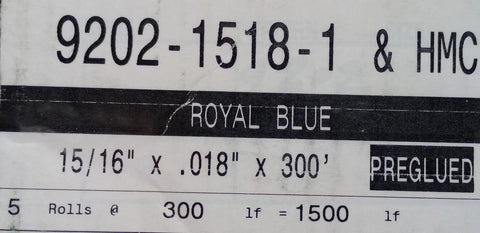 9202-1518-1 & HMC
ROYAL BLUE
15/16" X .018" X 300' PREGLUED
5 Rolls @ 300 lf = 1500 lf